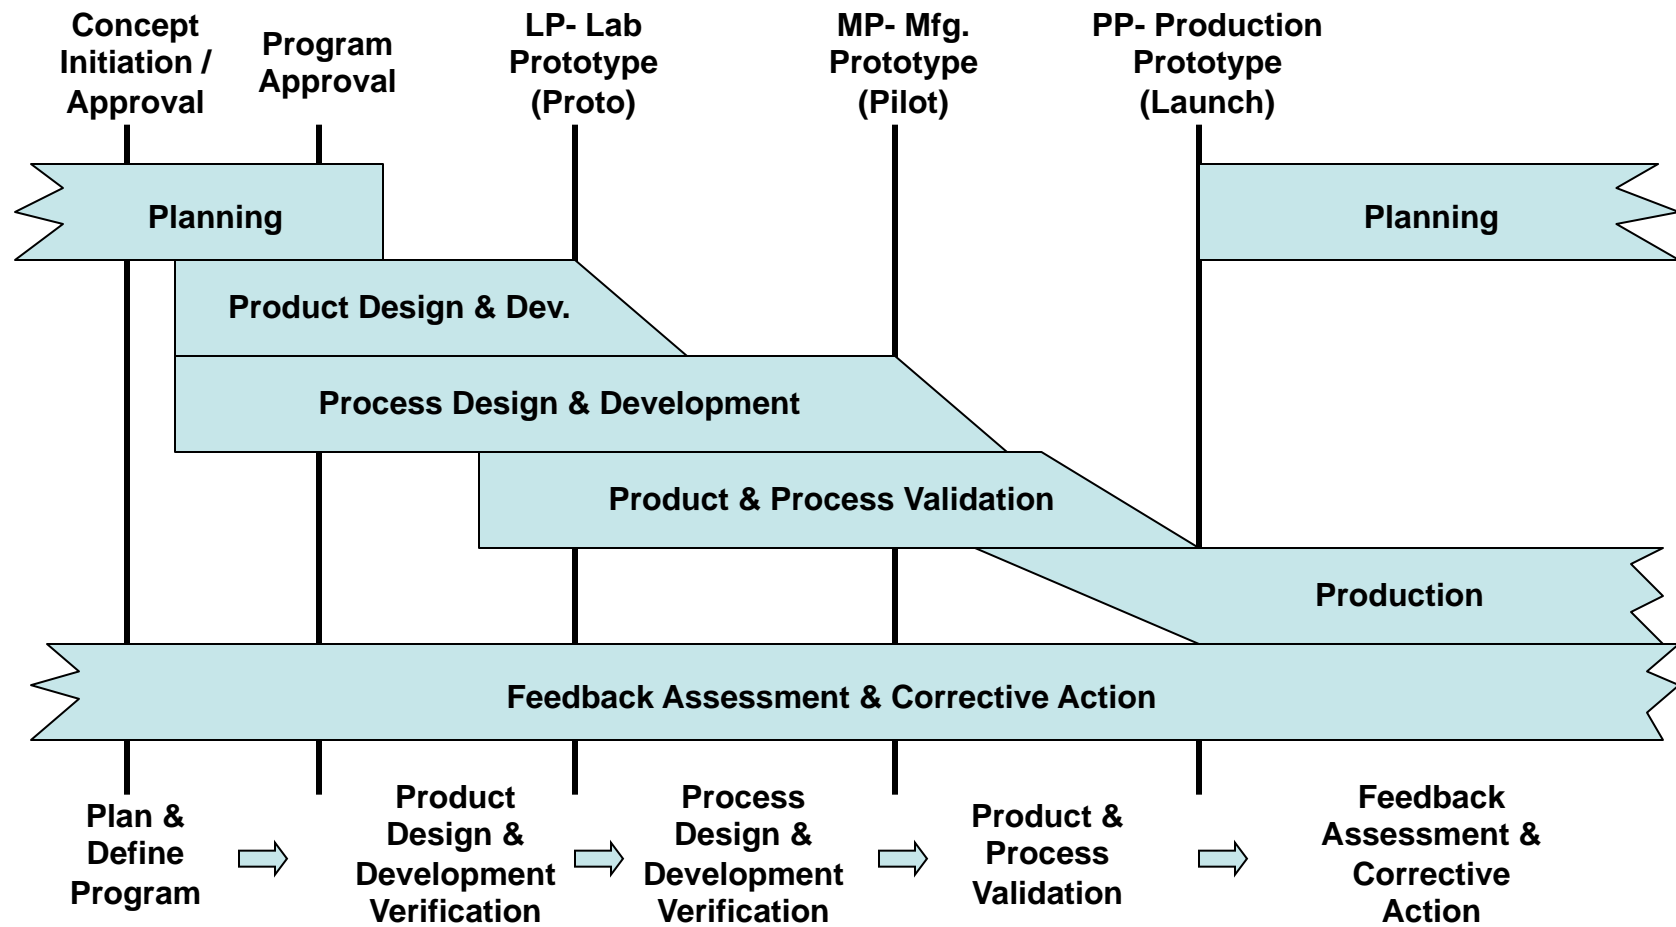 Concept
Initiation /
Approval
Program
Approval
LP- Lab
Prototype
(Proto)
MP- Mfg.
Prototype
(Pilot)
PP- Production
Prototype
(Launch)
Planning
Planning
Product Design & Dev.
Process Design & Development
Product & Process Validation
Production
Feedback Assessment & Corrective Action
Plan &
Define
Program
Product
Design &
Development
Verification
Process
Design &
Development
Verification
Product &
Process
Validation
Feedback
Assessment &
Corrective
Action